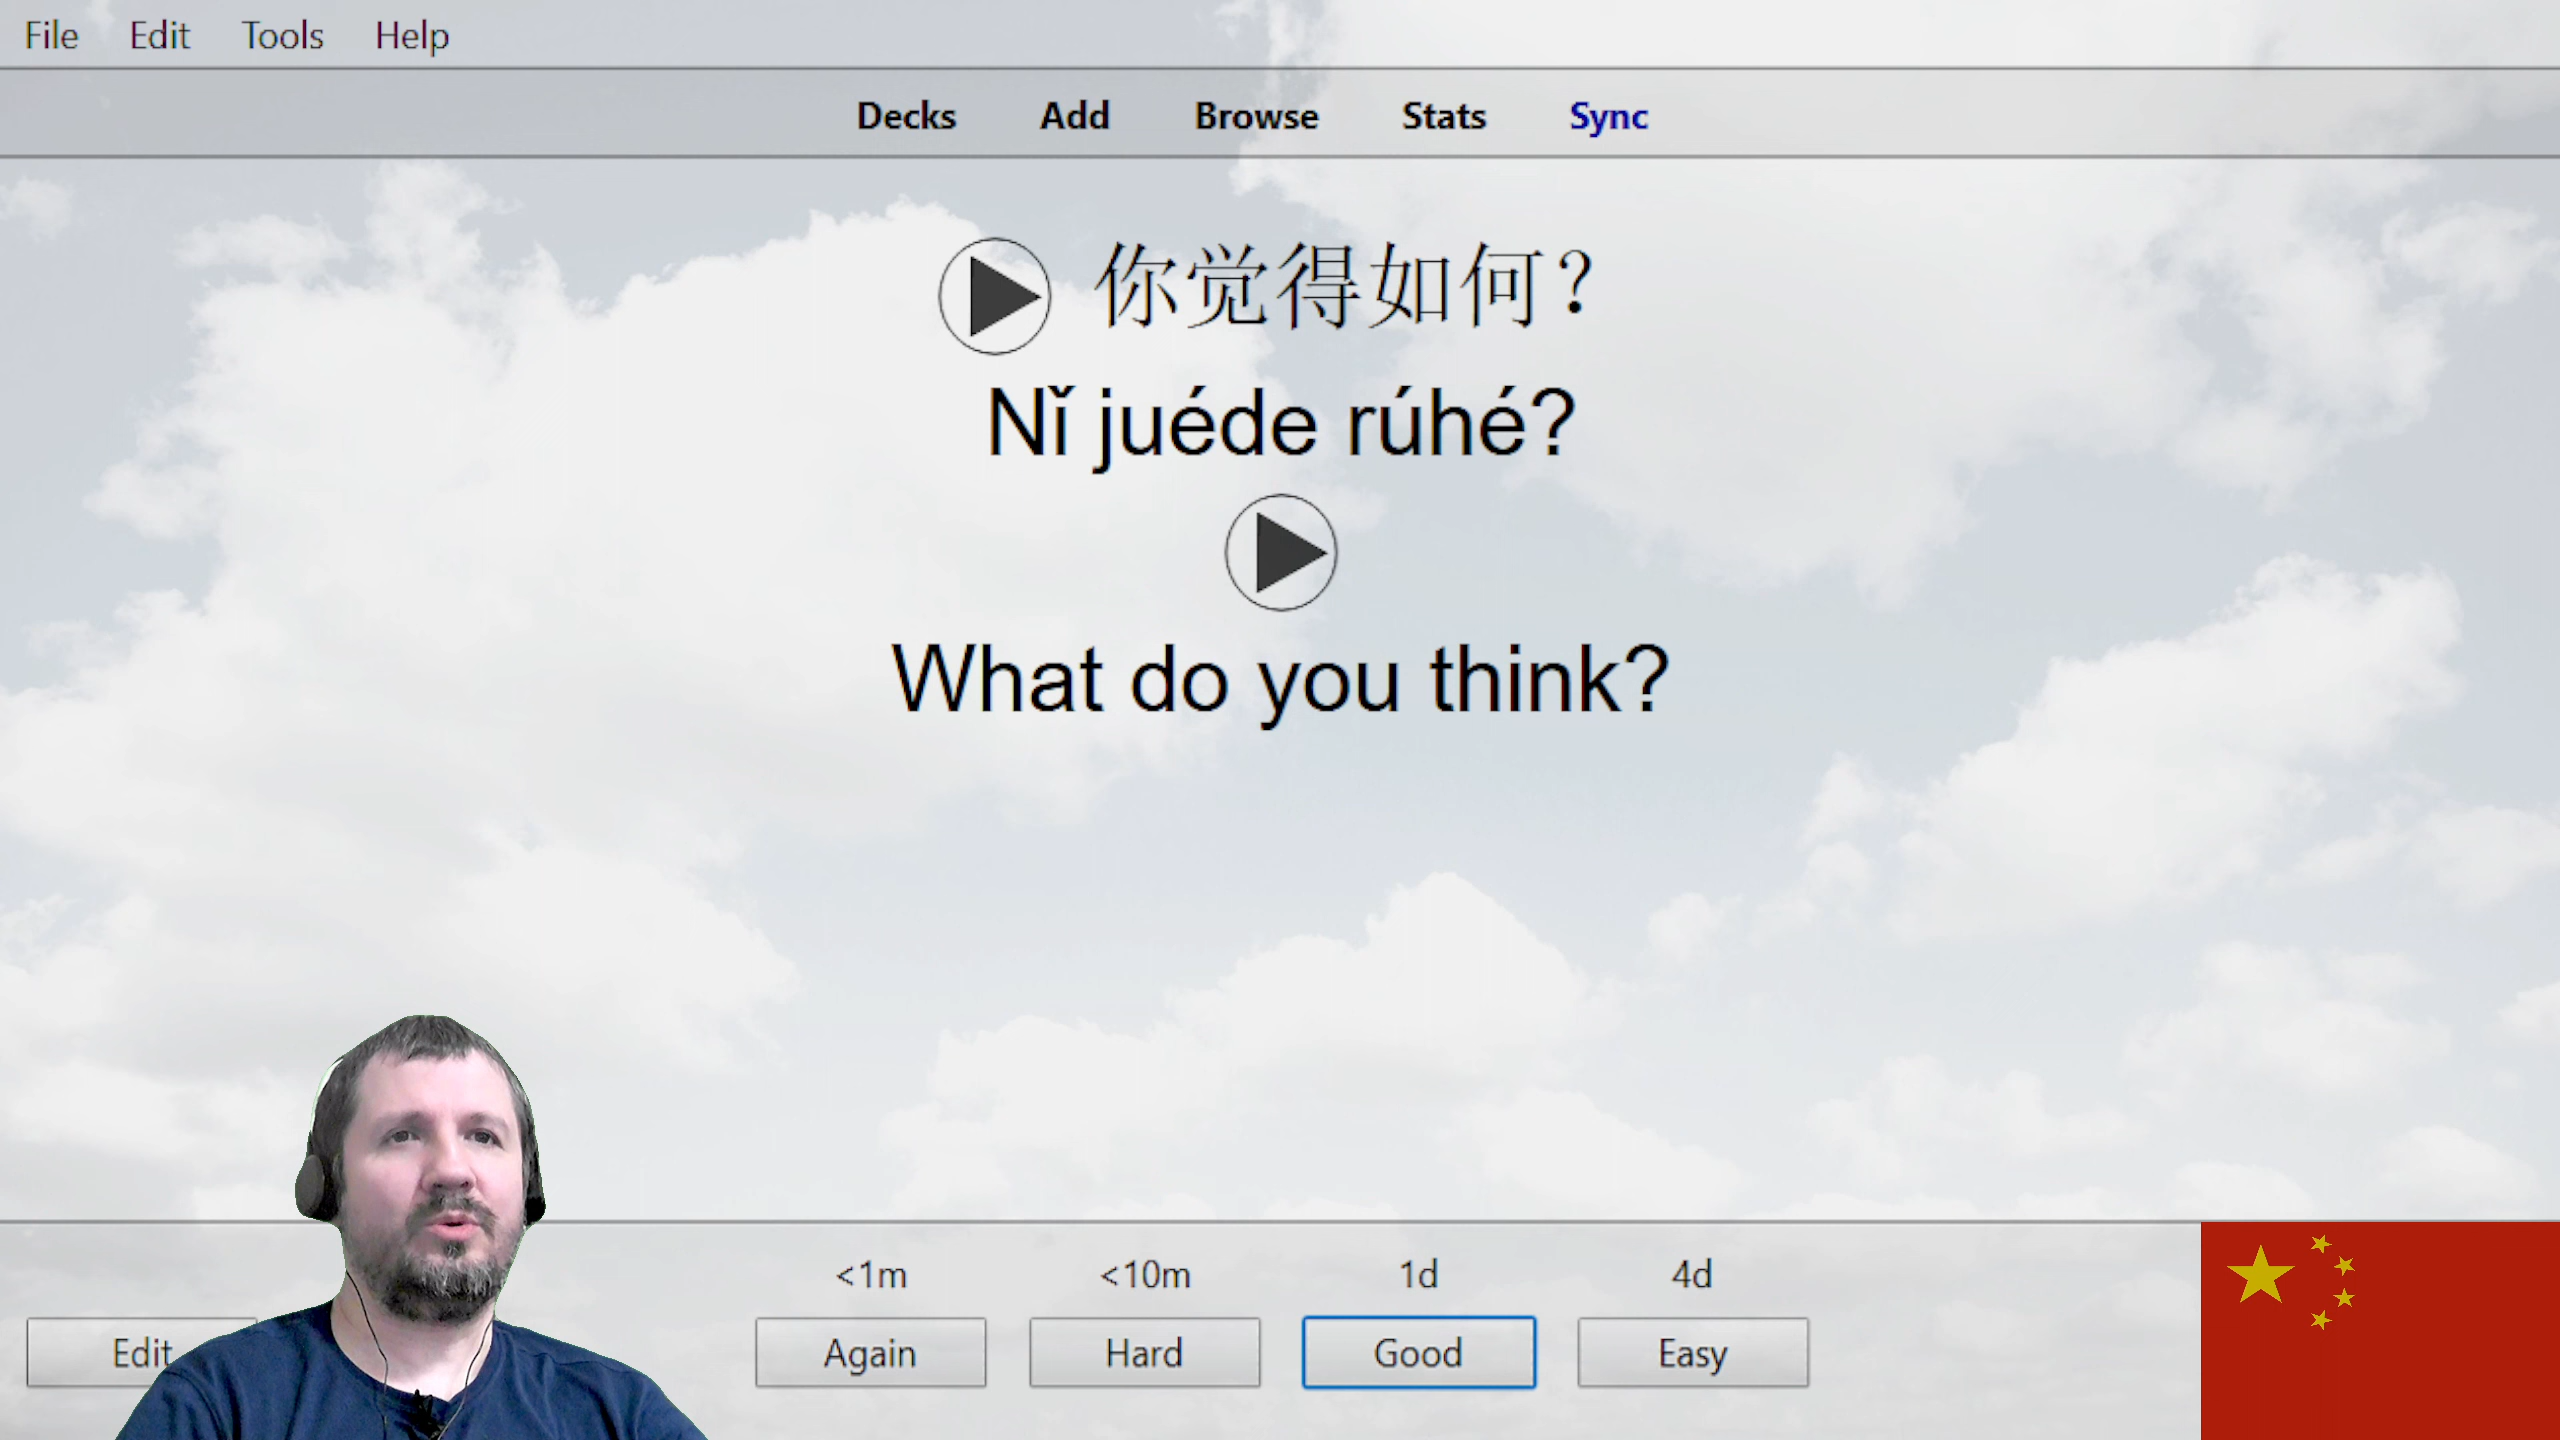 File Edit Tools Help
Decks Add Browse Stats Sync
你觉得如何？
Nǐ juéde rúhé?
What do you think?
<1m <10m 1d 4d
Edit Again Hard Good Easy